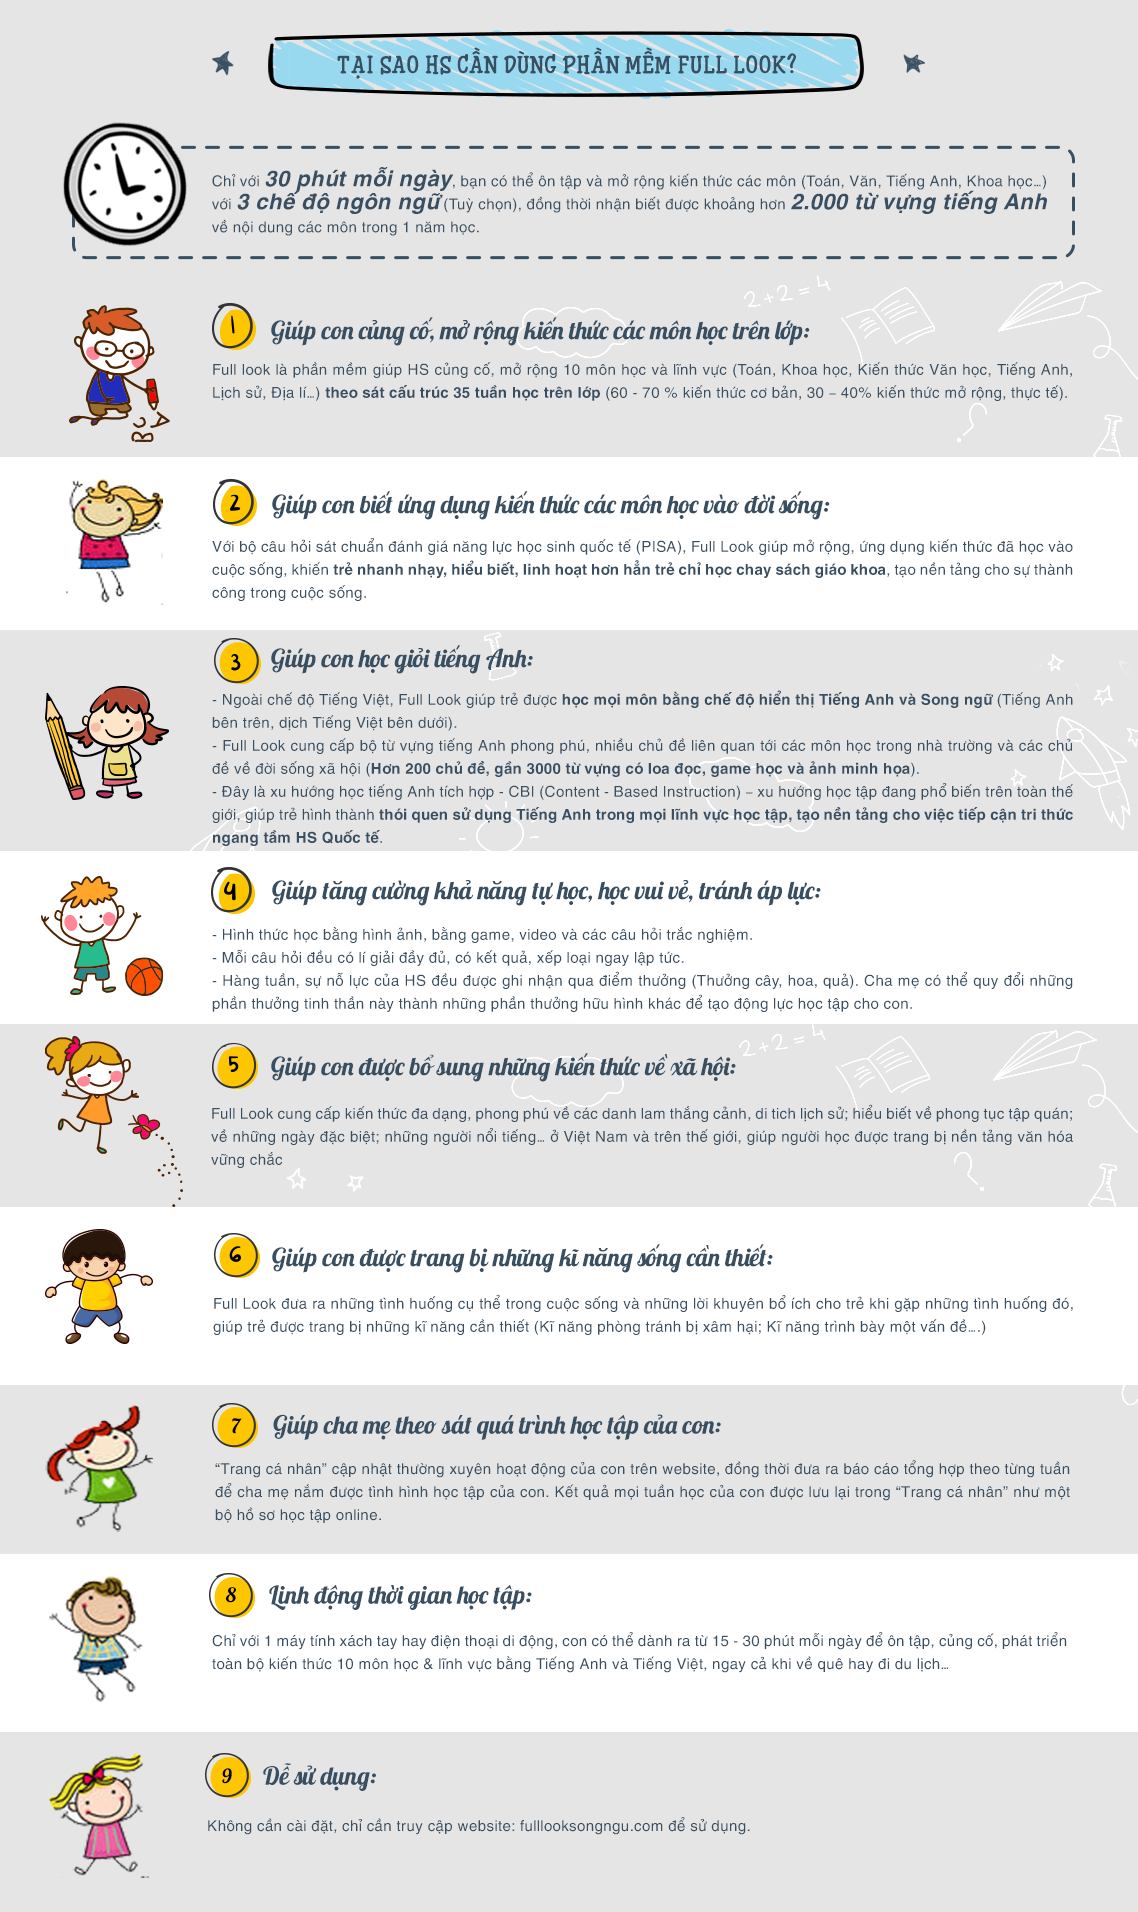 TẠI SAO HS CẦN DÙNG PHẦN MỀM FULL LOOK?
Chỉ với 30 phút mỗi ngày, bạn có thể ôn tập và mở rộng kiến thức các môn (Toán, Văn, Tiếng Anh, Khoa học...)
với 3 chế độ ngôn ngữ (Tuỳ chọn), đồng thời nhận biết được khoảng hơn 2.000 từ vựng tiếng Anh
về nội dung các môn trong 1 năm học.
2+2=4
1 Giúp con củng cố, mở rộng kiến thức các môn học trên lớp:
Full look là phần mềm giúp HS củng cố, mở rộng 10 môn học và lĩnh vực (Toán, Khoa học, Kiến thức Văn học, Tiếng Anh,
Lịch sử, Địa lí...) theo sát cấu trúc 35 tuần học trên lớp (60 - 70 % kiến thức cơ bản, 30 – 40% kiến thức mở rộng, thực tế).
B C A
?
2 Giúp con biết ứng dụng kiến thức các môn học vào đời sống:
Với bộ câu hỏi sát chuẩn đánh giá năng lực học sinh quốc tế (PISA), Full Look giúp mở rộng, ứng dụng kiến thức đã học vào
cuộc sống, khiến trẻ nhanh nhạy, hiểu biết, linh hoạt hơn hẳn trẻ chỉ học chay sách giáo khoa, tạo nền tảng cho sự thành
công trong cuộc sống.
3 Giúp con học giỏi tiếng Anh:
- Ngoài chế độ Tiếng Việt, Full Look giúp trẻ được học mọi môn bằng chế độ hiển thị Tiếng Anh và Song ngữ (Tiếng Anh
bên trên, dịch Tiếng Việt bên dưới).
- Full Look cung cấp bộ từ vựng tiếng Anh phong phú, nhiều chủ đề liên quan tới các môn học trong nhà trường và các chủ
đề về đời sống xã hội (Hơn 200 chủ đề, gần 3000 từ vựng có loa đọc, game học và ảnh minh họa).
- Đây là xu hướng học tiếng Anh tích hợp - CBI (Content - Based Instruction) – xu hướng học tập đang phổ biến trên toàn thế
giới, giúp trẻ hình thành thói quen sử dụng Tiếng Anh trong mọi lĩnh vực học tập, tạo nền tảng cho việc tiếp cận tri thức
ngang tầm HS Quốc tế.
4 Giúp tăng cường khả năng tự học, học vui vẻ, tránh áp lực:
- Hình thức học bằng hình ảnh, bằng game, video và các câu hỏi trắc nghiệm.
- Mỗi câu hỏi đều có lí giải đầy đủ, có kết quả, xếp loại ngay lập tức.
- Hàng tuần, sự nỗ lực của HS đều được ghi nhận qua điểm thưởng (Thưởng cây, hoa, quả). Cha mẹ có thể quy đổi những
phần thưởng tinh thần này thành những phần thưởng hữu hình khác để tạo động lực học tập cho con.
2+2=4
5 Giúp con được bổ sung những kiến thức về xã hội:
Full Look cung cấp kiến thức đa dạng, phong phú về các danh lam thắng cảnh, di tich lịch sử; hiểu biết về phong tục tập quán;
về những ngày đặc biệt; những người nổi tiếng... ở Việt Nam và trên thế giới, giúp người học được trang bị nền tảng văn hóa
vững chắc
?
6 Giúp con được trang bị những kĩ năng sống cần thiết:
Full Look đưa ra những tình huống cụ thể trong cuộc sống và những lời khuyên bổ ích cho trẻ khi gặp những tình huống đó,
giúp trẻ được trang bị những kĩ năng cần thiết (Kĩ năng phòng tránh bị xâm hại; Kĩ năng trình bày một vấn đề....)
7 Giúp cha mẹ theo sát quá trình học tập của con:
“Trang cá nhân” cập nhật thường xuyên hoạt động của con trên website, đồng thời đưa ra báo cáo tổng hợp theo từng tuần
để cha mẹ nắm được tình hình học tập của con. Kết quả mọi tuần học của con được lưu lại trong “Trang cá nhân” như một
bộ hồ sơ học tập online.
8 Linh động thời gian học tập:
Chỉ với 1 máy tính xách tay hay điện thoại di động, con có thể dành ra từ 15 - 30 phút mỗi ngày để ôn tập, củng cố, phát triển
toàn bộ kiến thức 10 môn học & lĩnh vực bằng Tiếng Anh và Tiếng Việt, ngay cả khi về quê hay đi du lịch...
9 Dễ sử dụng:
Không cần cài đặt, chỉ cần truy cập website: fulllooksongngu.com để sử dụng.